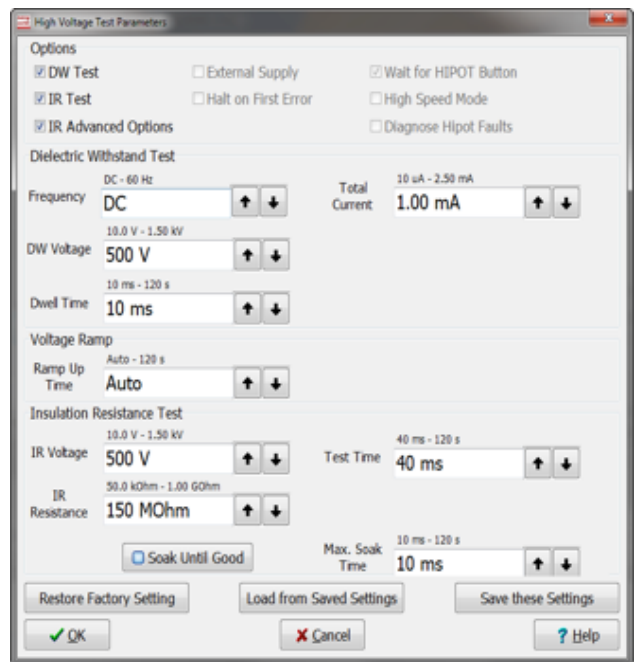 High Voltage Test Parameters
Options
DW Test External Supply Wait for HIPOT Button
IR Test Halt on First Error High Speed Mode
IR Advanced Options Diagnose Hipot Faults
Dielectric Withstand Test
DC - 60 Hz 10 uA - 2.50 mA
Frequency DC Total Current 1.00 mA
10.0 V - 1.50 kV
DW Voltage 500 V
10 ms - 120 s
Dwell Time 10 ms
Voltage Ramp
Auto - 120 s
Ramp Up Time Auto
Insulation Resistance Test
10.0 V - 1.50 kV 40 ms - 120 s
IR Voltage 500 V Test Time 40 ms
50.0 kOhm - 1.00 GOhm
IR Resistance 150 MOhm
10 ms - 120 s
Soak Until Good Max. Soak Time 10 ms
Restore Factory Setting Load from Saved Settings Save these Settings
OK Cancel ? Help